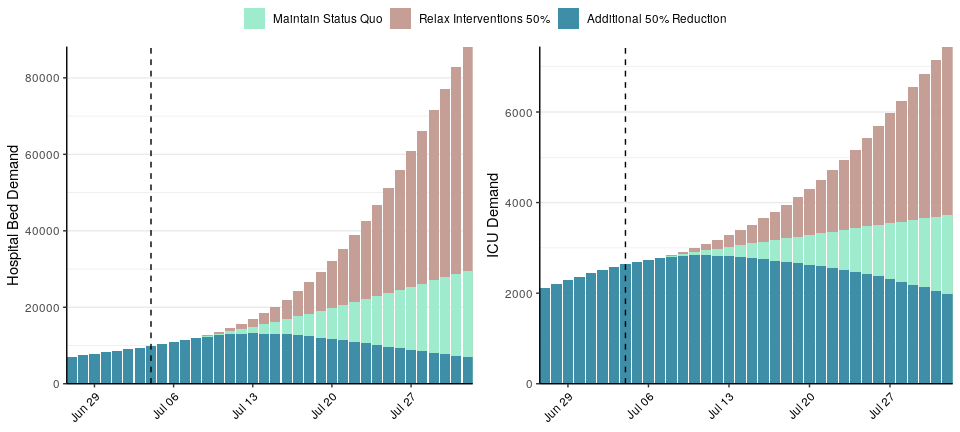 Maintain Status Quo Relax Interventions 50% Additional 50% Reduction
Hospital Bed Demand
80000
60000
40000
20000
0
Jun 29 Jul 06 Jul 13 Jul 20 Jul 27
ICU Demand
6000
4000
2000
0
Jun 29 Jul 06 Jul 13 Jul 20 Jul 27